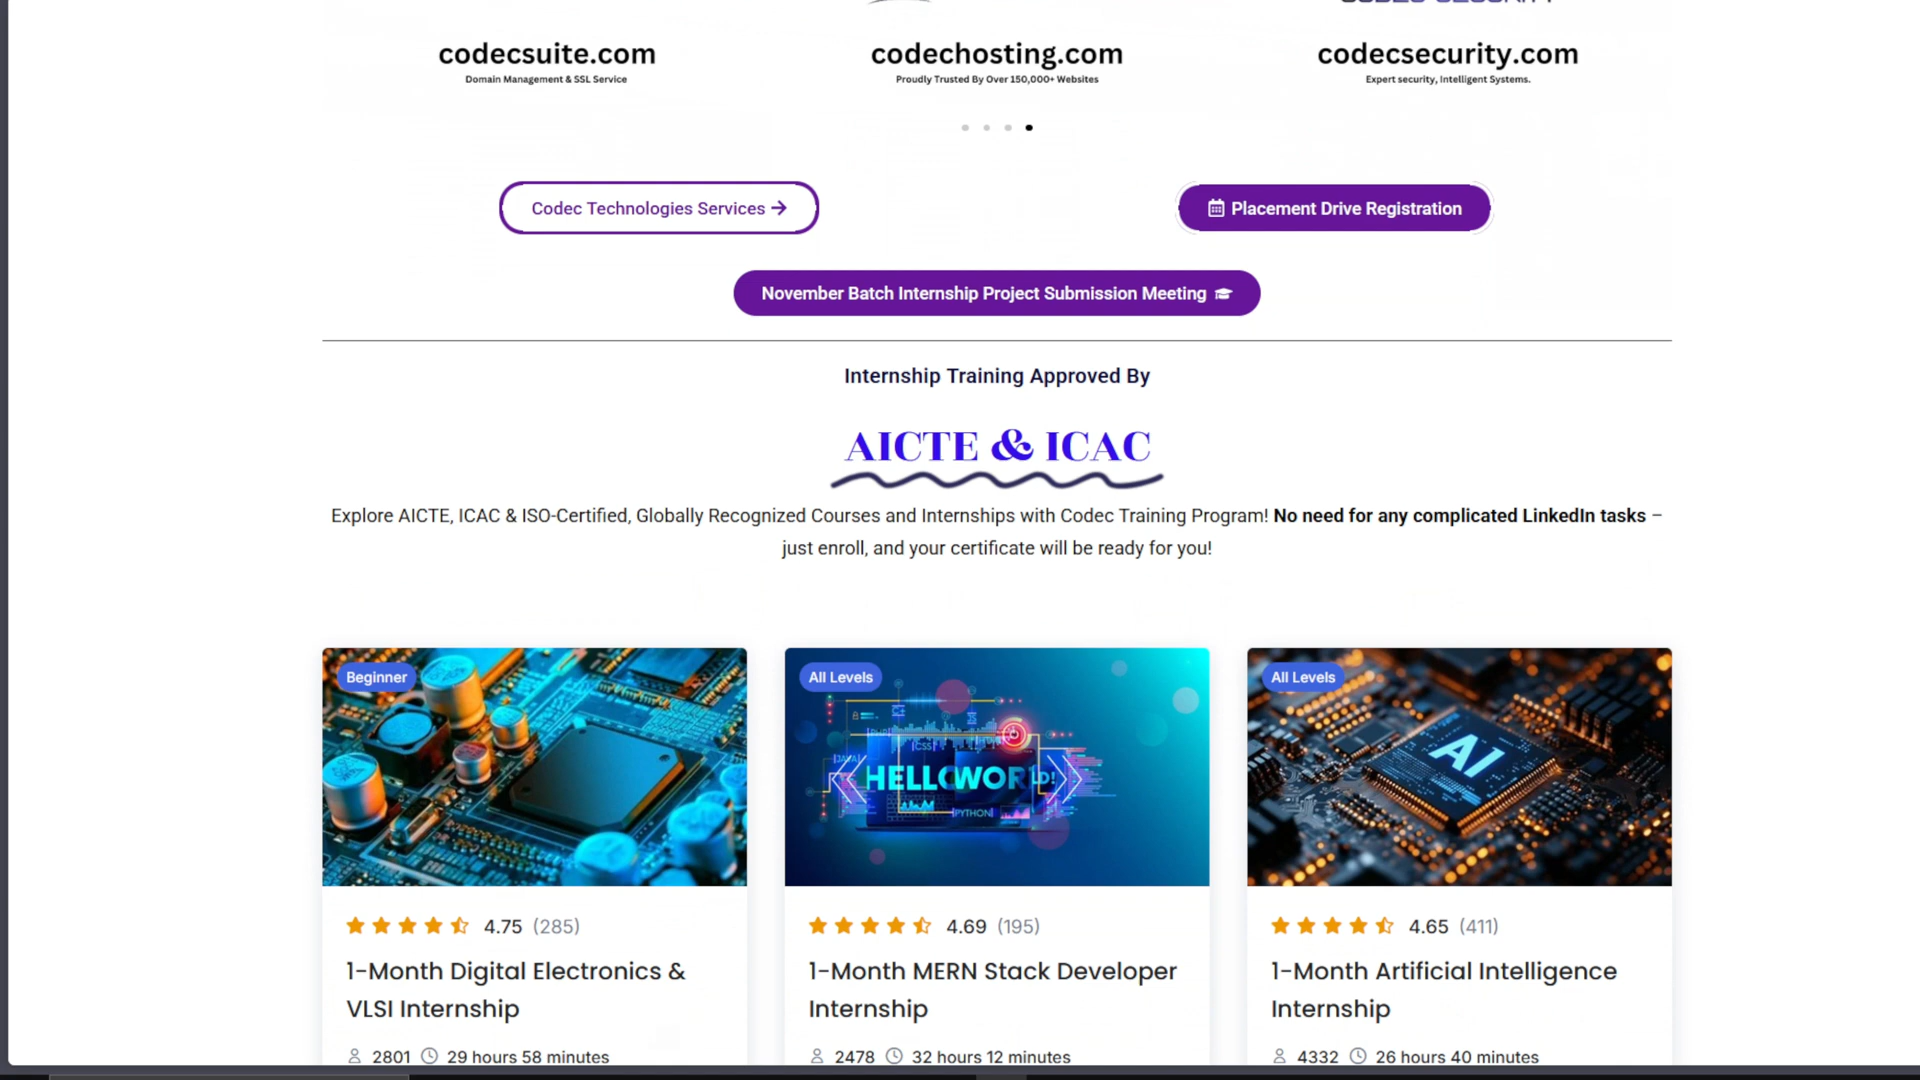 codecsuite.com
Domain Management & SSL Service
codechosting.com
Proudly Trusted By Over 150,000+ Websites
codecsecurity.com
Expert security, Intelligent Systems.
Codec Technologies Services
Placement Drive Registration
November Batch Internship Project Submission Meeting
Internship Training Approved By
AICTE & ICAC
Explore AICTE, ICAC & ISO-Certified, Globally Recognized Courses and Internships with Codec Training Program! No need for any complicated LinkedIn tasks –
just enroll, and your certificate will be ready for you!
Beginner
4.75 (285)
1-Month Digital Electronics &
VLSI Internship
2801 29 hours 58 minutes
All Levels
CSS
PYTHON
4.69 (195)
1-Month MERN Stack Developer
Internship
2478 32 hours 12 minutes
All Levels
AI
4.65 (411)
1-Month Artificial Intelligence
Internship
4332 26 hours 40 minutes